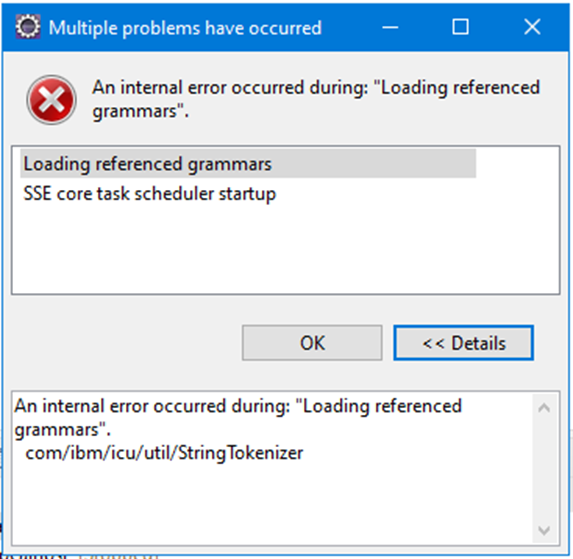 Multiple problems have occurred
An internal error occurred during: "Loading referenced
grammars".
Loading referenced grammars
SSE core task scheduler startup
OK
<< Details
An internal error occurred during: "Loading referenced
grammars".
com/ibm/icu/util/StringTokenizer